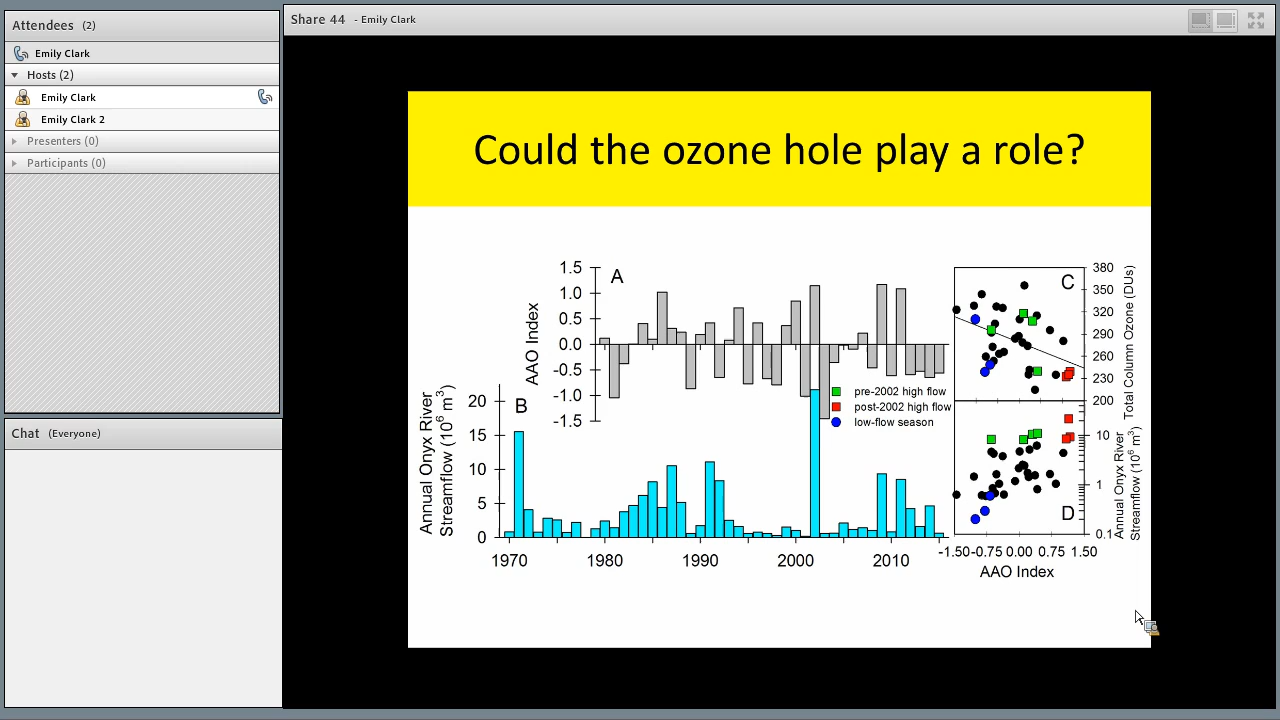 Attendees (2)
Emily Clark
Hosts (2)
Emily Clark
Emily Clark 2
Presenters (0)
Participants (0)
Chat (Everyone)
Share 44 - Emily Clark
Could the ozone hole play a role?
A
AAO Index
1.5
1.0
0.5
0.0
-0.5
-1.0
-1.5
B
Annual Onyx River
Streamflow (10⁶ m³)
20
15
10
5
0
1970 1980 1990 2000 2010
pre-2002 high flow
post-2002 high flow
low-flow season
C
380
350
320
290
260
230
200
Total Column Ozone (DUs)
D
10
1
0.1
Annual Onyx River
Streamflow (10⁶ m³)
-1.50 -0.75 0.00 0.75 1.50
AAO Index